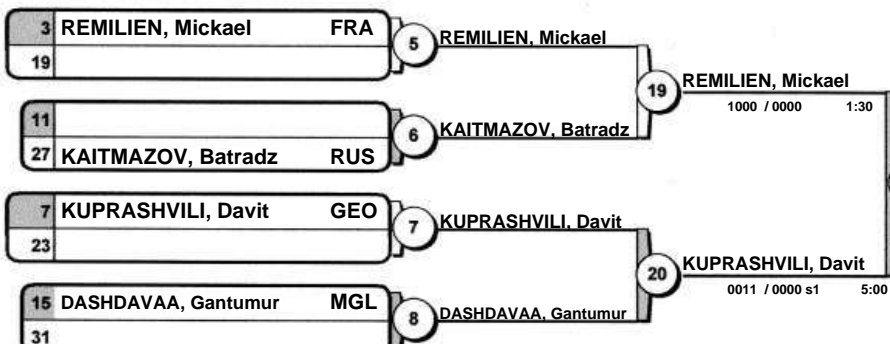 3 REMILIEN, Mickael FRA
19
5 REMILIEN, Mickael
11
27 KAITMAZOV, Batradz RUS
6 KAITMAZOV, Batradz
19 REMILIEN, Mickael
1000 / 0000 1:30
7 KUPRASHVILI, Davit GEO
23
7 KUPRASHVILI, Davit
15 DASHDAVAA, Gantumur MGL
31
8 DASHDAVAA, Gantumur
20 KUPRASHVILI, Davit
0011 / 0000 s1 5:00